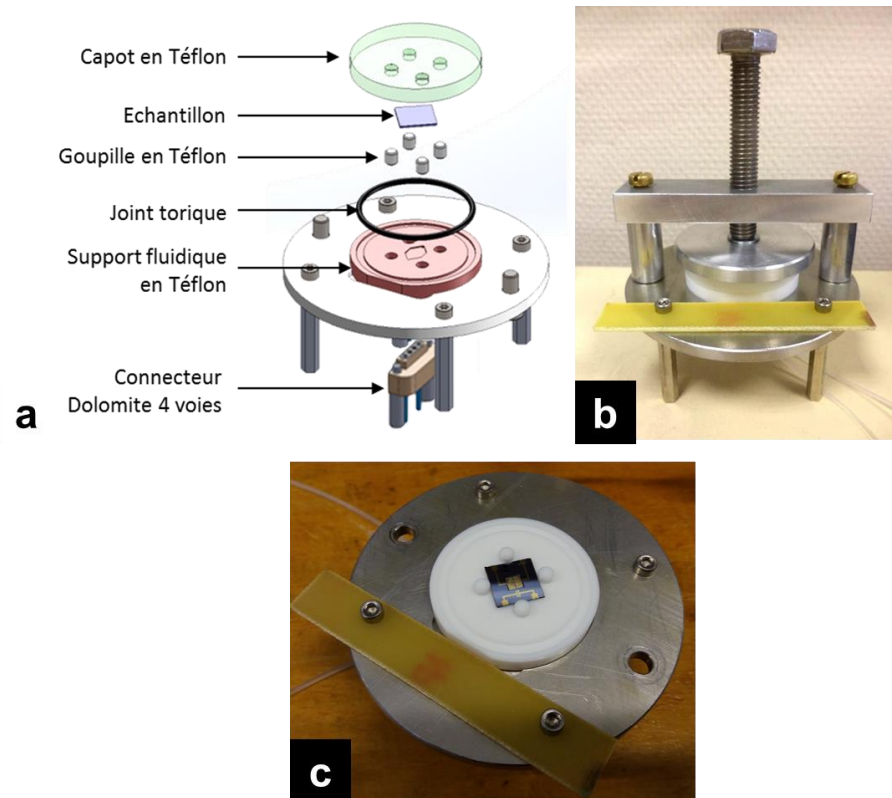 Capot en Téflon
Echantillon
Goupille en Téflon
Joint torique
Support fluidique
en Téflon
Connecteur
Dolomite 4 voies
a
b
c